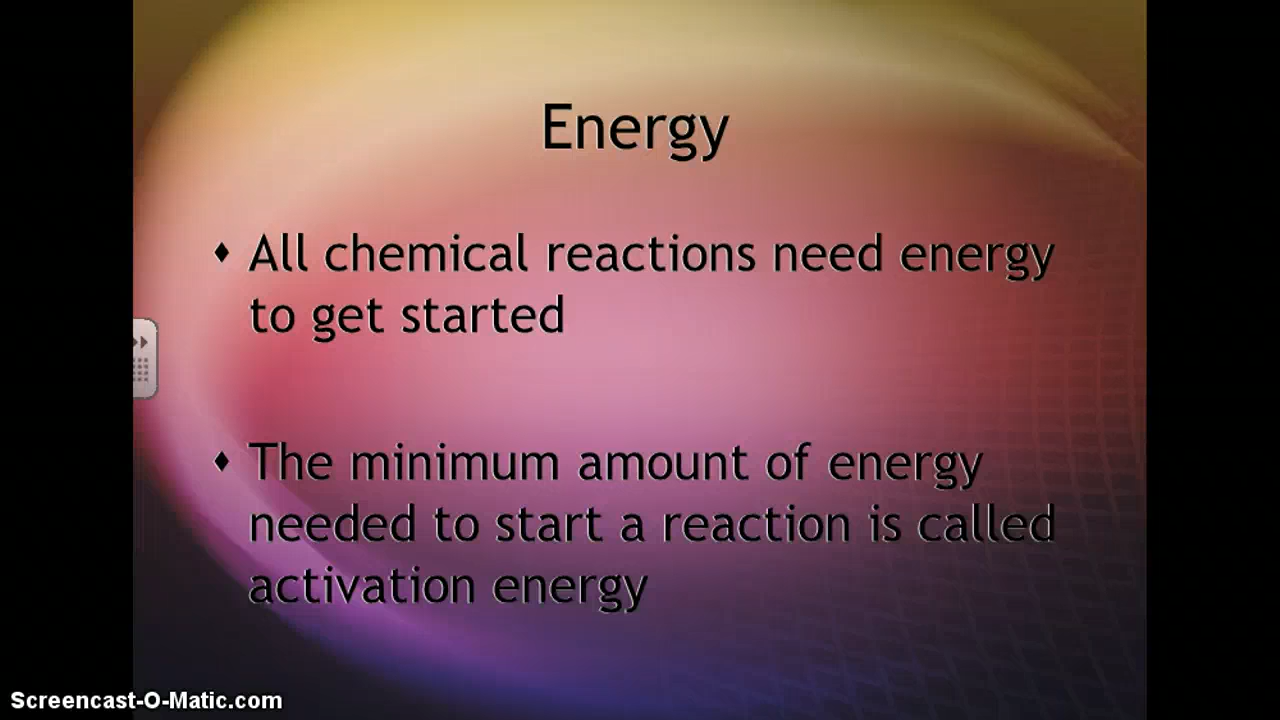 Energy
♦ All chemical reactions need energy
to get started
♦ The minimum amount of energy
needed to start a reaction is called
activation energy
Screencast-O-Matic.com